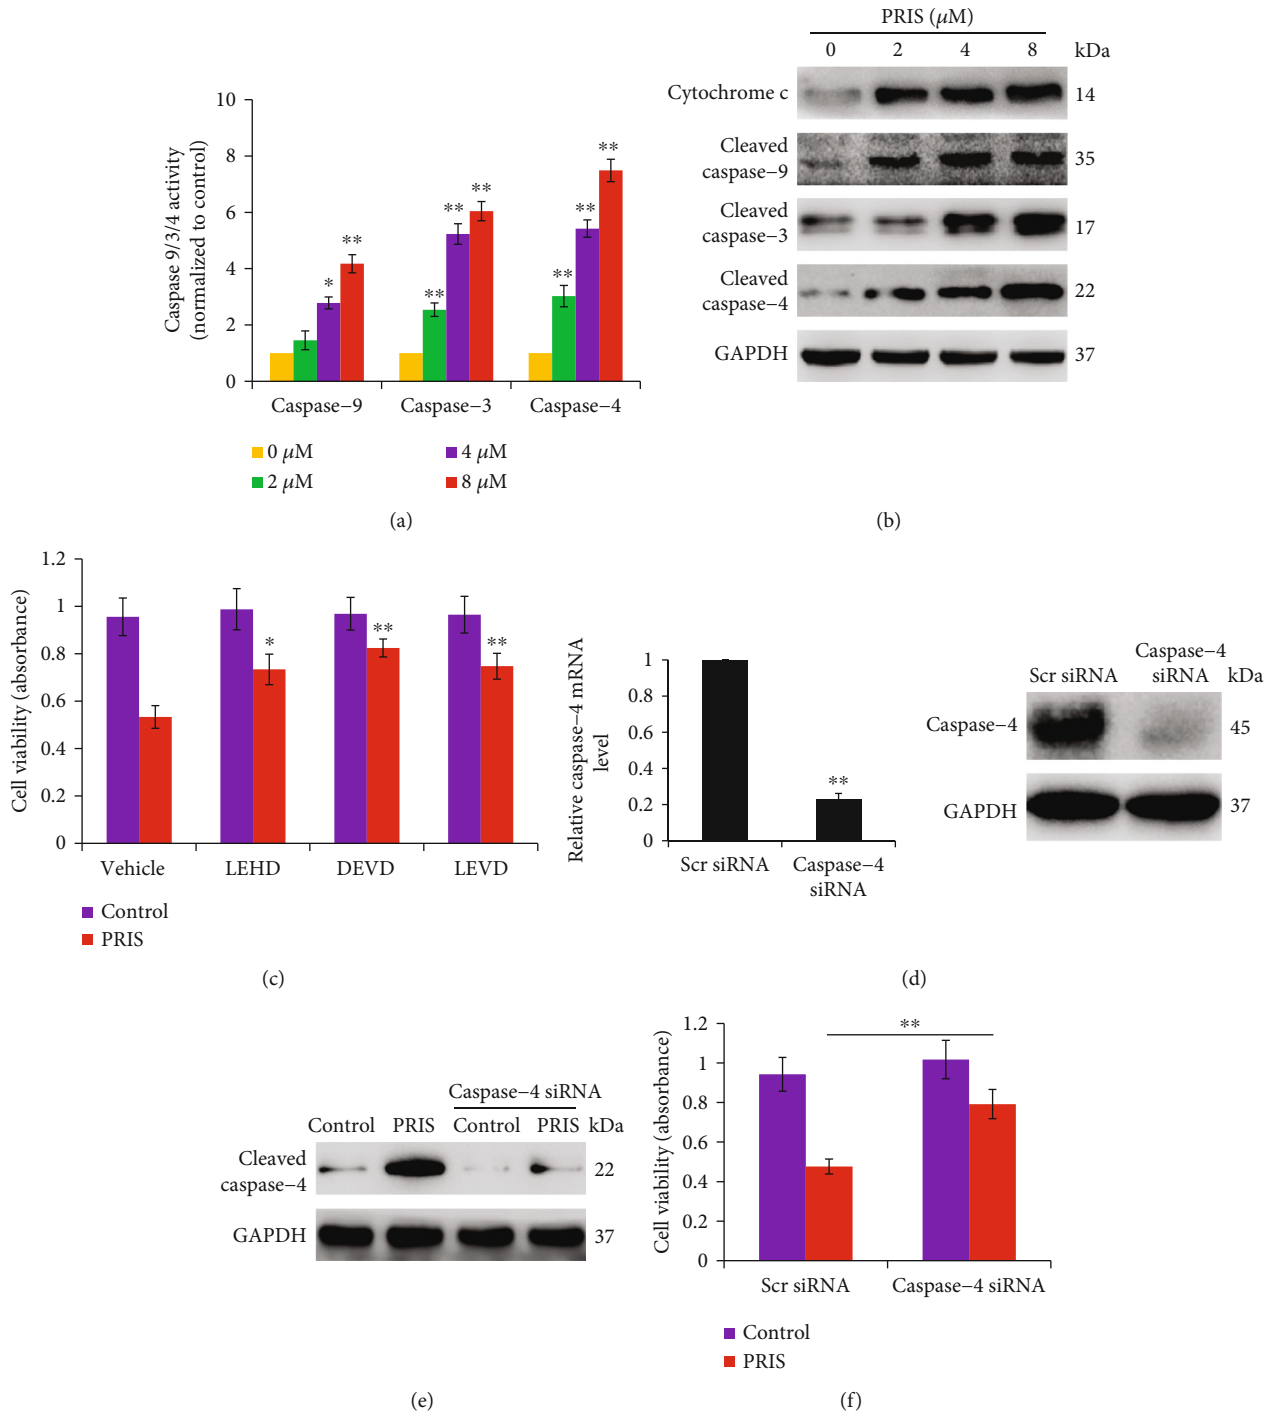 10
8
6
4
2
0
Caspase 9/3/4 activity
(normalized to control)
*
**
**
**
**
**
**
**
Caspase−9
Caspase−3
Caspase−4
0 μM
4 μM
2 μM
8 μM
(a)
PRIS (μM)
0 2 4 8 kDa
Cytochrome c 14
Cleaved
caspase−9 35
Cleaved
caspase−3 17
Cleaved
caspase−4 22
GAPDH 37
(b)
1.2
1
0.8
0.6
0.4
0.2
0
Cell viability (absorbance)
*
**
**
Vehicle LEHD DEVD LEVD
Control
PRIS
(c)
1
0.8
0.6
0.4
0.2
0
Relative caspase−4 mRNA
level
**
Scr siRNA Caspase−4
siRNA
Caspase−4
Scr siRNA siRNA kDa
Caspase−4 45
GAPDH 37
(d)
Caspase−4 siRNA
Control PRIS Control PRIS kDa
Cleaved
caspase−4 22
GAPDH 37
(e)
1.2
1
0.8
0.6
0.4
0.2
0
Cell viability (absorbance)
**
Scr siRNA Caspase−4 siRNA
Control
PRIS
(f)